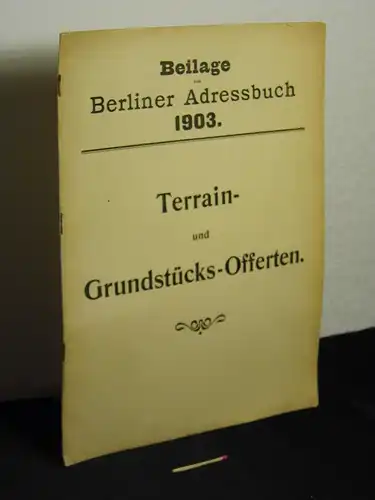 Beilage
zum
Berliner Adressbuch
1903.
Terrain-
und
Grundstücks-Offerten.